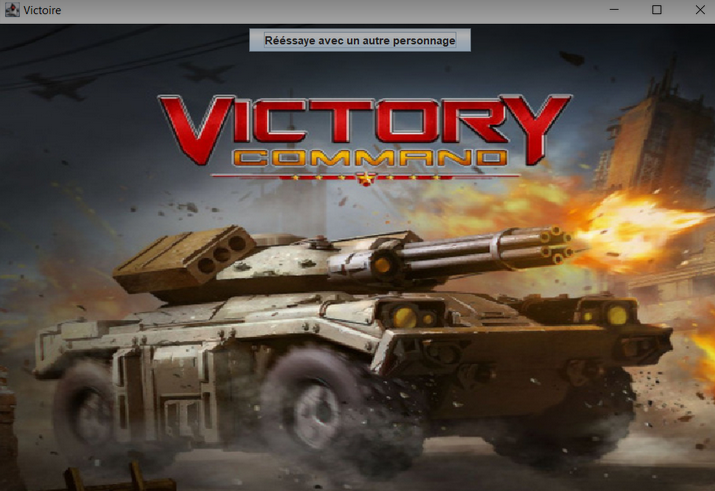 Victoire
Rééssaye avec un autre personnage
VICTORY
COMMAND